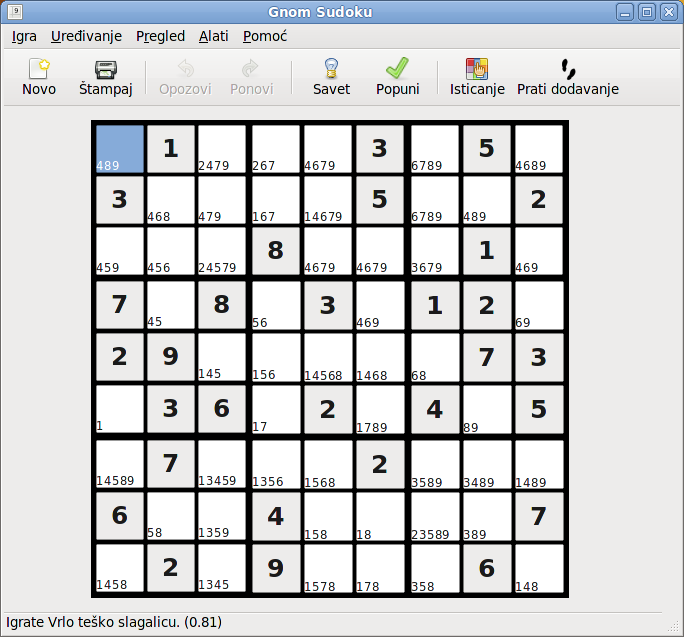 Gnom Sudoku
Igra Uređivanje Pregled Alati Pomoć
Novo Štampaj Opozovi Ponovi Savet Popuni Isticanje Prati dodavanje
489 1 2479 267 4679 3 6789 5 4689
3 468 479 167 14679 5 6789 489 2
459 456 24579 8 4679 4679 3679 1 469
7 45 8 56 3 469 1 2 69
2 9 145 156 14568 1468 68 7 3
1 3 6 17 2 1789 4 89 5
14589 7 13459 1356 1568 2 3589 3489 1489
6 58 1359 4 158 18 23589 389 7
1458 2 1345 9 1578 178 358 6 148
Igrate Vrlo teško slagalicu. (0.81)